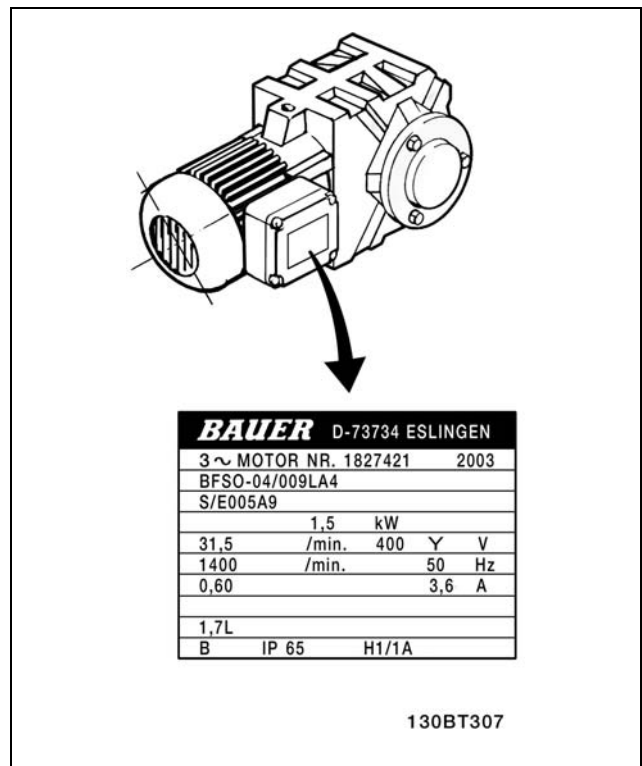 BAUER D-73734 ESLINGEN
3 ~ MOTOR NR. 1827421 2003
BFSO-04/009LA4
S/E005A9
1,5 kW
31,5 /min. 400 Y V
1400 /min. 50 Hz
0,60 3,6 A
1,7L
B IP 65 H1/1A
130BT307